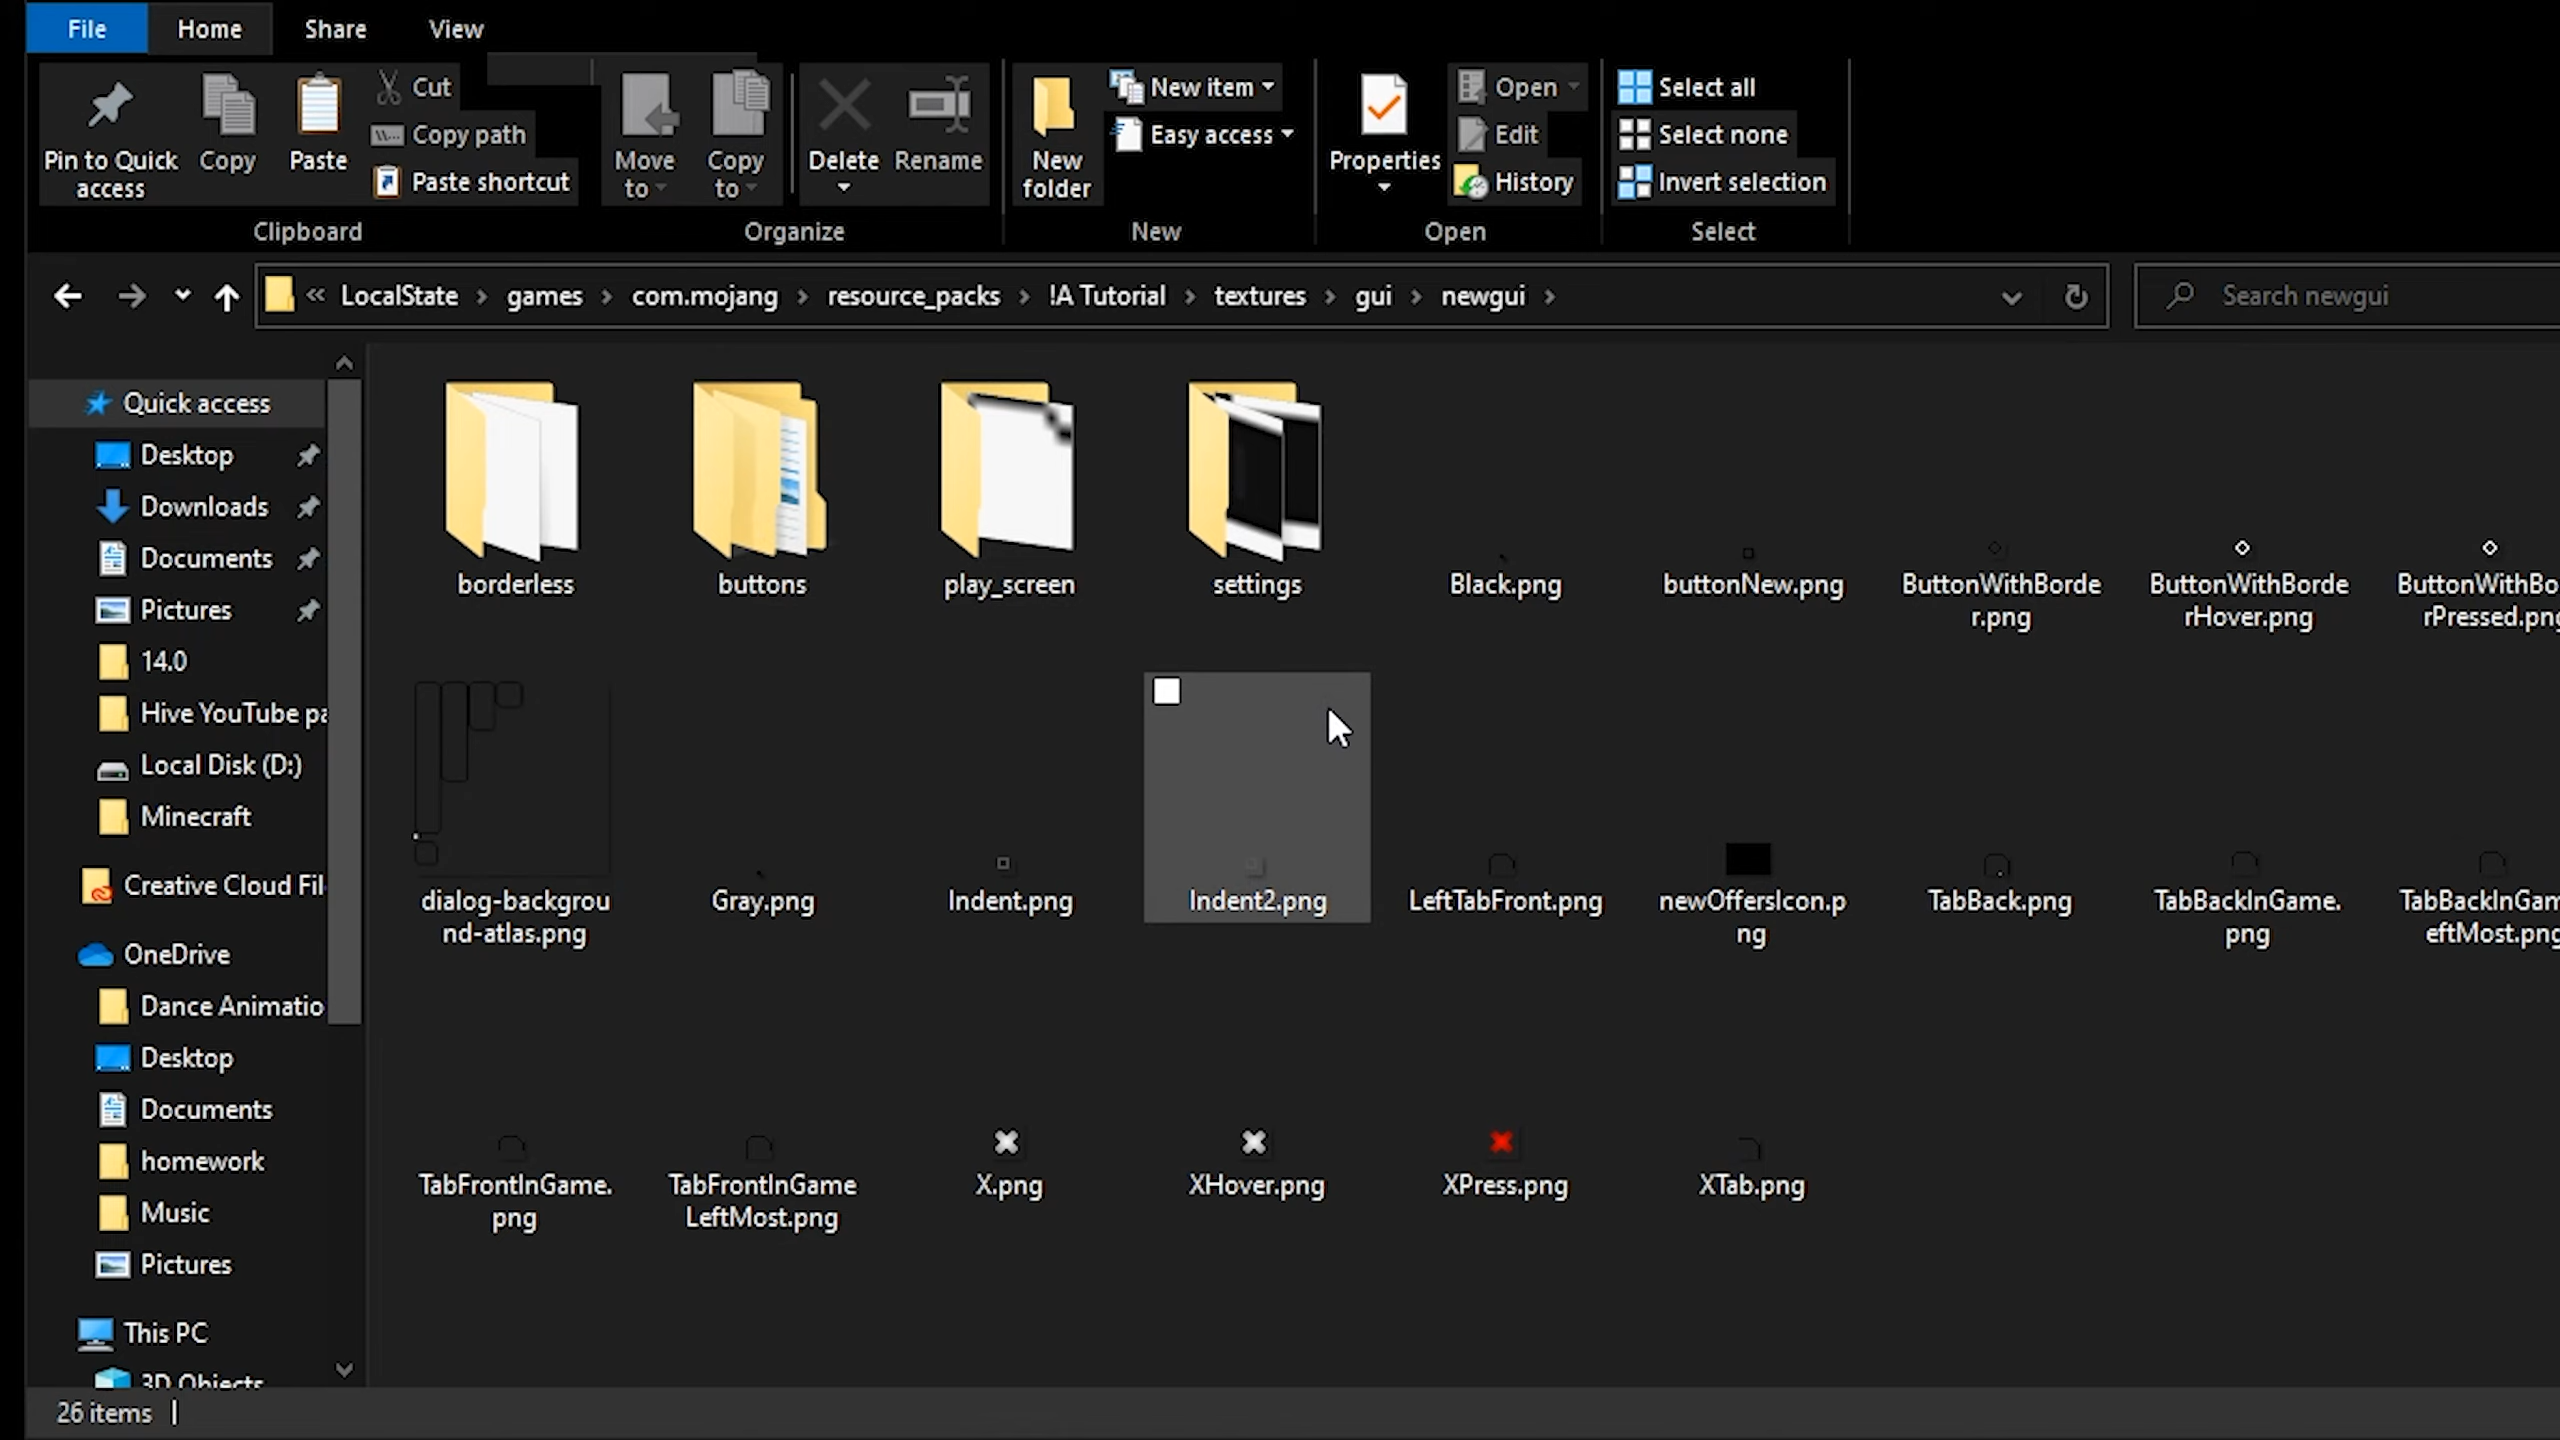 File
Home
Share
View
Pin to Quick
access
Copy
Paste
Cut
Copy path
Paste shortcut
Clipboard
Move
to
Copy
to
Delete
Rename
Organize
New
folder
New item
Easy access
New
Properties
Open
Edit
History
Open
Select all
Select none
Invert selection
Select
« LocalState › games › com.mojang › resource_packs › !A Tutorial › textures › gui › newgui ›
Search newgui
Quick access
Desktop
Downloads
Documents
Pictures
14.0
Hive YouTube pa
Local Disk (D:)
Minecraft
Creative Cloud Fil
OneDrive
Dance Animatio
Desktop
Documents
homework
Music
Pictures
This PC
3D Objects
borderless
buttons
play_screen
settings
Black.png
buttonNew.png
ButtonWithBorde
r.png
ButtonWithBorde
rHover.png
ButtonWithBo
rPressed.png
dialog-backgrou
nd-atlas.png
Gray.png
Indent.png
Indent2.png
LeftTabFront.png
newOffersIcon.p
ng
TabBack.png
TabBackInGame.
png
TabBackInGam
eftMost.png
TabFrontInGame.
png
TabFrontInGame
LeftMost.png
X.png
XHover.png
XPress.png
XTab.png
26 items